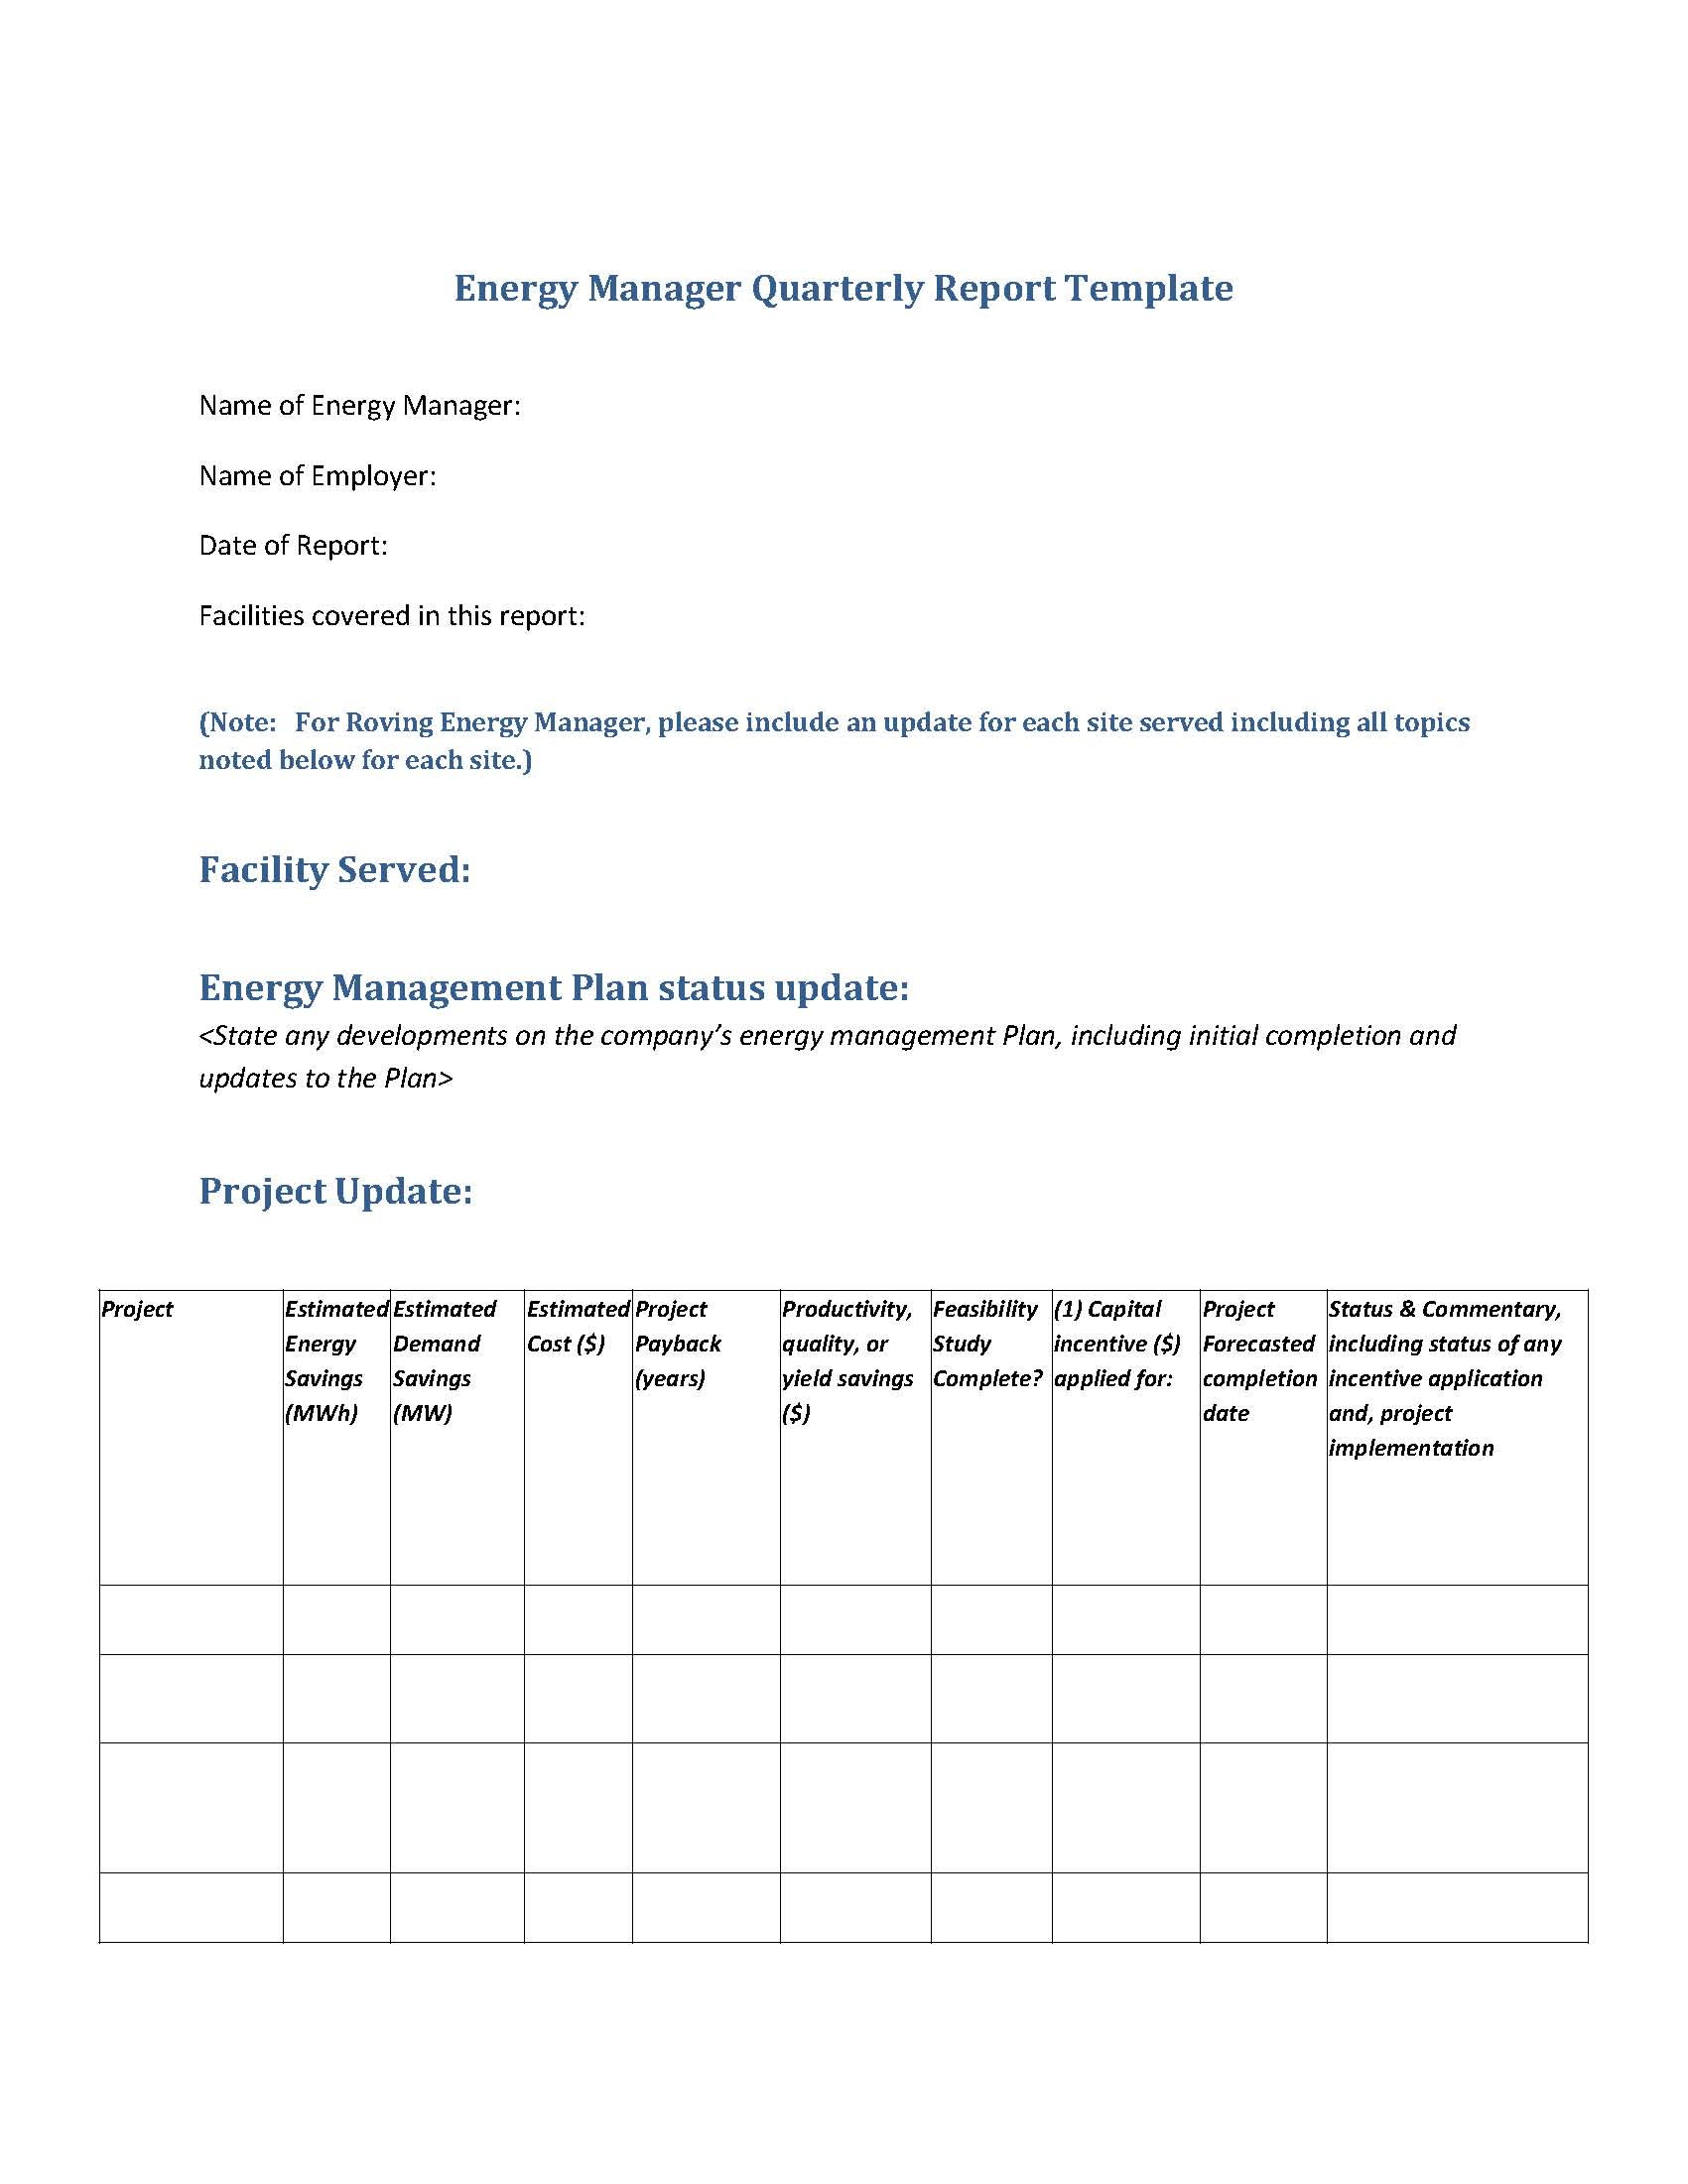 Energy Manager Quarterly Report Template
Name of Energy Manager:
Name of Employer:
Date of Report:
Facilities covered in this report:
(Note:   For Roving Energy Manager, please include an update for each site served including all topics
noted below for each site.)
Facility Served:
Energy Management Plan status update:
<State any developments on the company’s energy management Plan, including initial completion and
updates to the Plan>
Project Update:
Project
Estimated
Energy
Savings
(MWh)
Estimated
Demand
Savings
(MW)
Estimated
Cost ($)
Project
Payback
(years)
Productivity,
quality, or
yield savings
($)
Feasibility
Study
Complete?
(1) Capital
incentive ($)
applied for:
Project
Forecasted
completion
date
Status & Commentary,
including status of any
incentive application
and, project
implementation